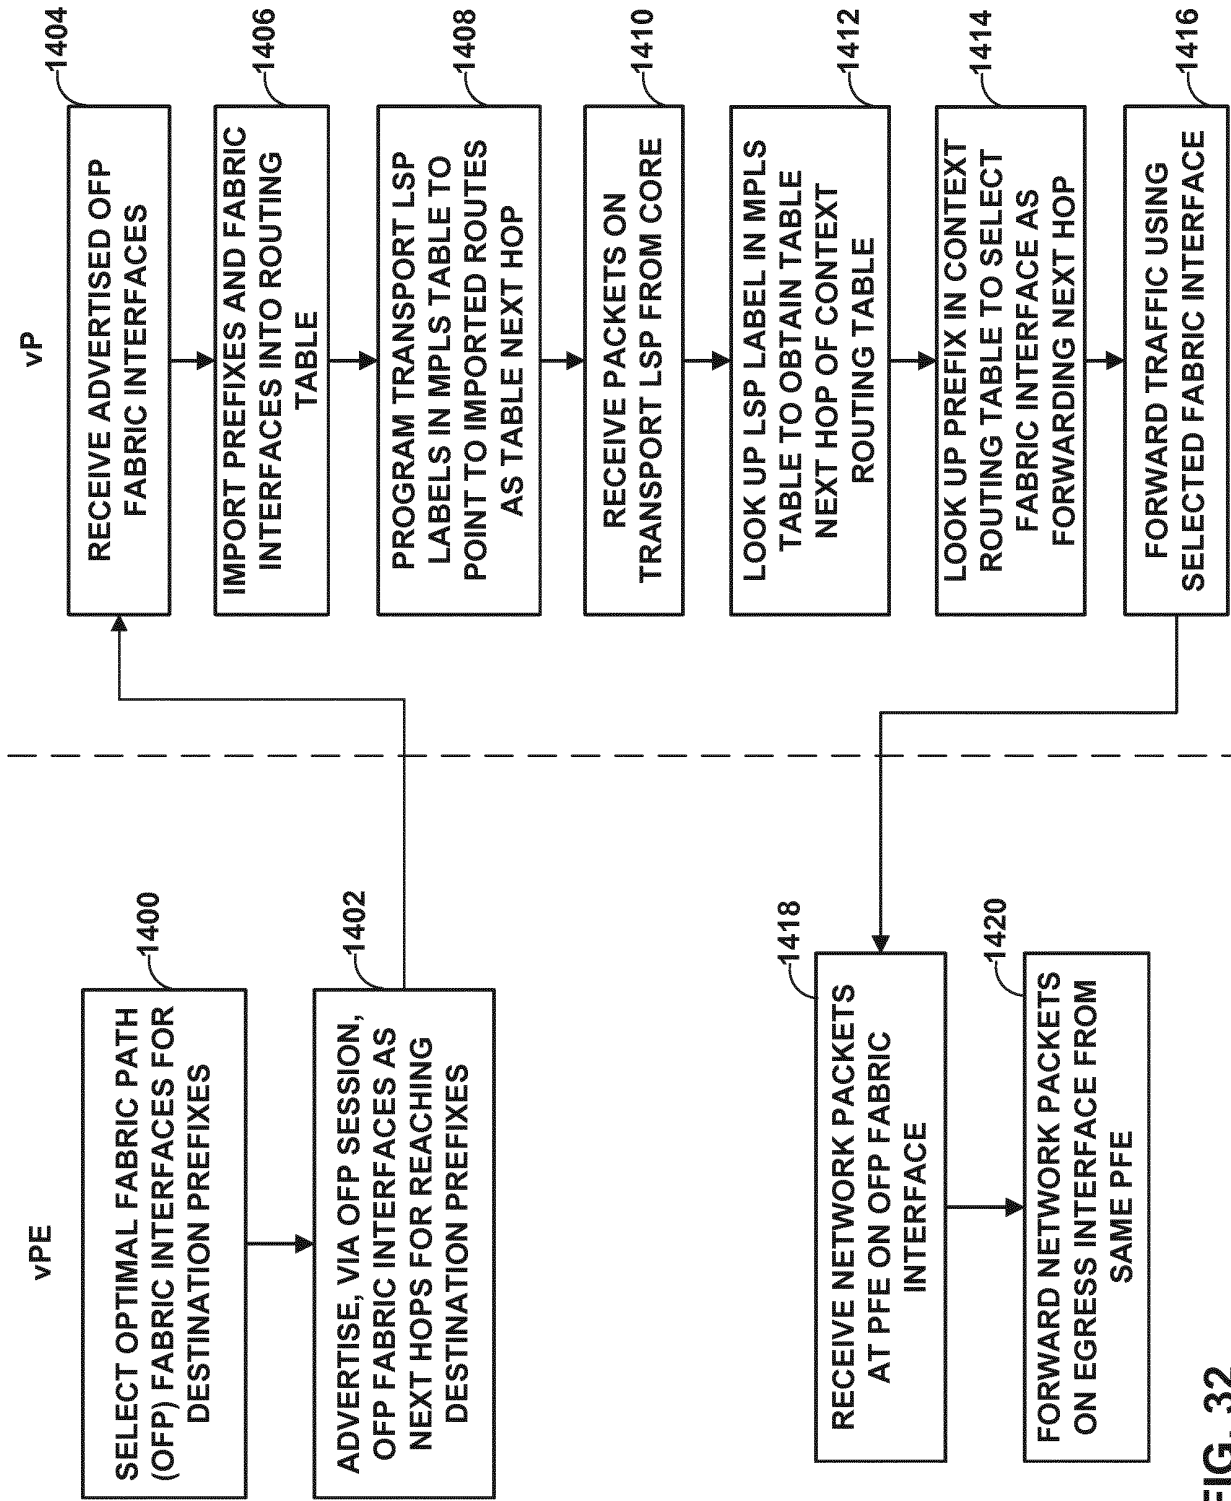 vPE
SELECT OPTIMAL FABRIC PATH
(OFP) FABRIC INTERFACES FOR
DESTINATION PREFIXES
1400
ADVERTISE, VIA OFP SESSION,
OFP FABRIC INTERFACES AS
NEXT HOPS FOR REACHING
DESTINATION PREFIXES
1402
vP
RECEIVE ADVERTISED OFP
FABRIC INTERFACES
1404
IMPORT PREFIXES AND FABRIC
INTERFACES INTO ROUTING
TABLE
1406
PROGRAM TRANSPORT LSP
LABELS IN MPLS TABLE TO
POINT TO IMPORTED ROUTES
AS TABLE NEXT HOP
1408
RECEIVE PACKETS ON
TRANSPORT LSP FROM CORE
1410
LOOK UP LSP LABEL IN MPLS
TABLE TO OBTAIN TABLE
NEXT HOP OF CONTEXT
ROUTING TABLE
1412
LOOK UP PREFIX IN CONTEXT
ROUTING TABLE TO SELECT
FABRIC INTERFACE AS
FORWARDING NEXT HOP
1414
FORWARD TRAFFIC USING
SELECTED FABRIC INTERFACE
1416
RECEIVE NETWORK PACKETS
AT PFE ON OFP FABRIC
INTERFACE
1418
FORWARD NETWORK PACKETS
ON EGRESS INTERFACE FROM
SAME PFE
1420
FIG. 32